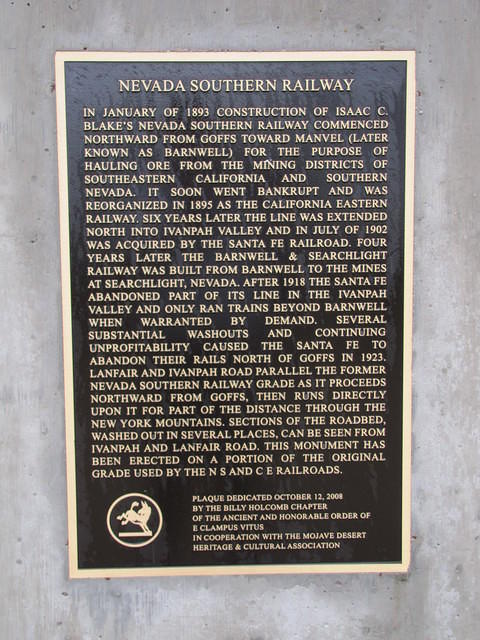 NEVADA SOUTHERN RAILWAY
IN JANUARY OF 1893 CONSTRUCTION OF ISAAC C.
BLAKE'S NEVADA SOUTHERN RAILWAY COMMENCED
NORTHWARD FROM GOFFS TOWARD MANVEL (LATER
KNOWN AS BARNWELL) FOR THE PURPOSE OF
HAULING ORE FROM THE MINING DISTRICTS OF
SOUTHEASTERN CALIFORNIA AND SOUTHERN
NEVADA. IT SOON WENT BANKRUPT AND WAS
REORGANIZED IN 1895 AS THE CALIFORNIA EASTERN
RAILWAY. SIX YEARS LATER THE LINE WAS EXTENDED
NORTH INTO IVANPAH VALLEY AND IN JULY OF 1902
WAS ACQUIRED BY THE SANTA FE RAILROAD. FOUR
YEARS LATER THE BARNWELL & SEARCHLIGHT
RAILWAY WAS BUILT FROM BARNWELL TO THE MINES
AT SEARCHLIGHT, NEVADA. AFTER 1918 THE SANTA FE
ABANDONED PART OF ITS LINE IN THE IVANPAH
VALLEY AND ONLY RAN TRAINS BEYOND BARNWELL
WHEN WARRANTED BY DEMAND. SEVERAL
SUBSTANTIAL WASHOUTS AND CONTINUING
UNPROFITABILITY CAUSED THE SANTA FE TO
ABANDON THEIR RAILS NORTH OF GOFFS IN 1923.
LANFAIR AND IVANPAH ROAD PARALLEL THE FORMER
NEVADA SOUTHERN RAILWAY GRADE AS IT PROCEEDS
NORTHWARD FROM GOFFS, THEN RUNS DIRECTLY
UPON IT FOR PART OF THE DISTANCE THROUGH THE
NEW YORK MOUNTAINS. SECTIONS OF THE ROADBED,
WASHED OUT IN SEVERAL PLACES, CAN BE SEEN FROM
IVANPAH AND LANFAIR ROAD. THIS MONUMENT HAS
BEEN ERECTED ON A PORTION OF THE ORIGINAL
GRADE USED BY THE N S AND C E RAILROADS.
PLAQUE DEDICATED OCTOBER 12, 2008
BY THE BILLY HOLCOMB CHAPTER
OF THE ANCIENT AND HONORABLE ORDER OF
E CLAMPUS VITUS
IN COOPERATION WITH THE MOJAVE DESERT
HERITAGE & CULTURAL ASSOCIATION